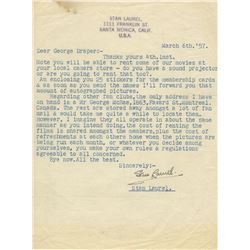 STAN LAUREL
1111 FRANKLIN ST.
SANTA MONICA, CALIF.
U.S.A.
March 6th.'57.
Dear George Draper:-
Thanks yours 4th.inst.
Note you will be able to rent some of our movies at
your local camera store - do you have a sound projector
or are you going to rent that too?.
Am enclosing you 25 stickers for the membership cards
& as soon as you send the names I'll forward you that
amount of autographed pictures.
Regarding other fan clubs, the only address I have on
hand is a Mr George McGhee, 1863, Favard St. Montreal,
Canada. The rest are stored away amongst a lot of fan
mail & would take me quite a while to locate them.
However, I imagine they all operate in about the same
manner as you intend doing, the cost of renting the
films is shared amongst the members, plus the cost of
refreshments at each others home when the pictures are
being run each month, or whatever you decide among
yourselves, you make your own rules & regulations
agreeable to all concerned.
Bye now. All the best.
Sincerely:-
Stan Laurel
Stan Laurel.